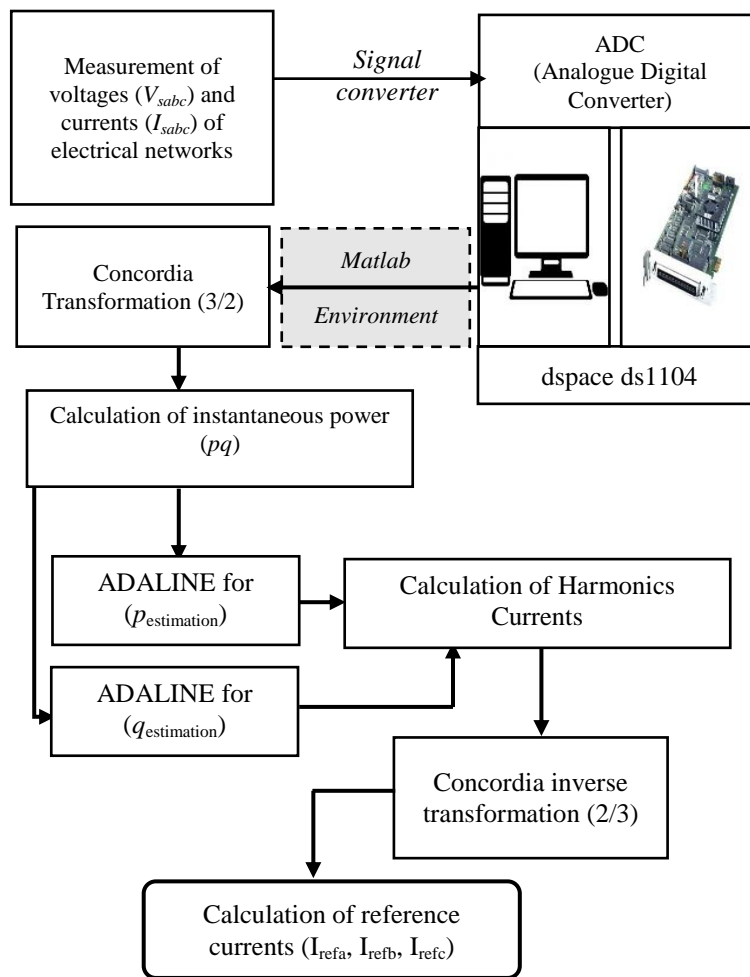 Measurement of
voltages (Vsabc) and
currents (Isabc) of
electrical networks
Signal
converter
ADC
(Analogue Digital
Converter)
Concordia
Transformation (3/2)
Matlab
Environment
dspace ds1104
Calculation of instantaneous power
(pq)
ADALINE for
(pestimation)
Calculation of Harmonics
Currents
ADALINE for
(qestimation)
Concordia inverse
transformation (2/3)
Calculation of reference
currents (Irefa, Irefb, Irefc)